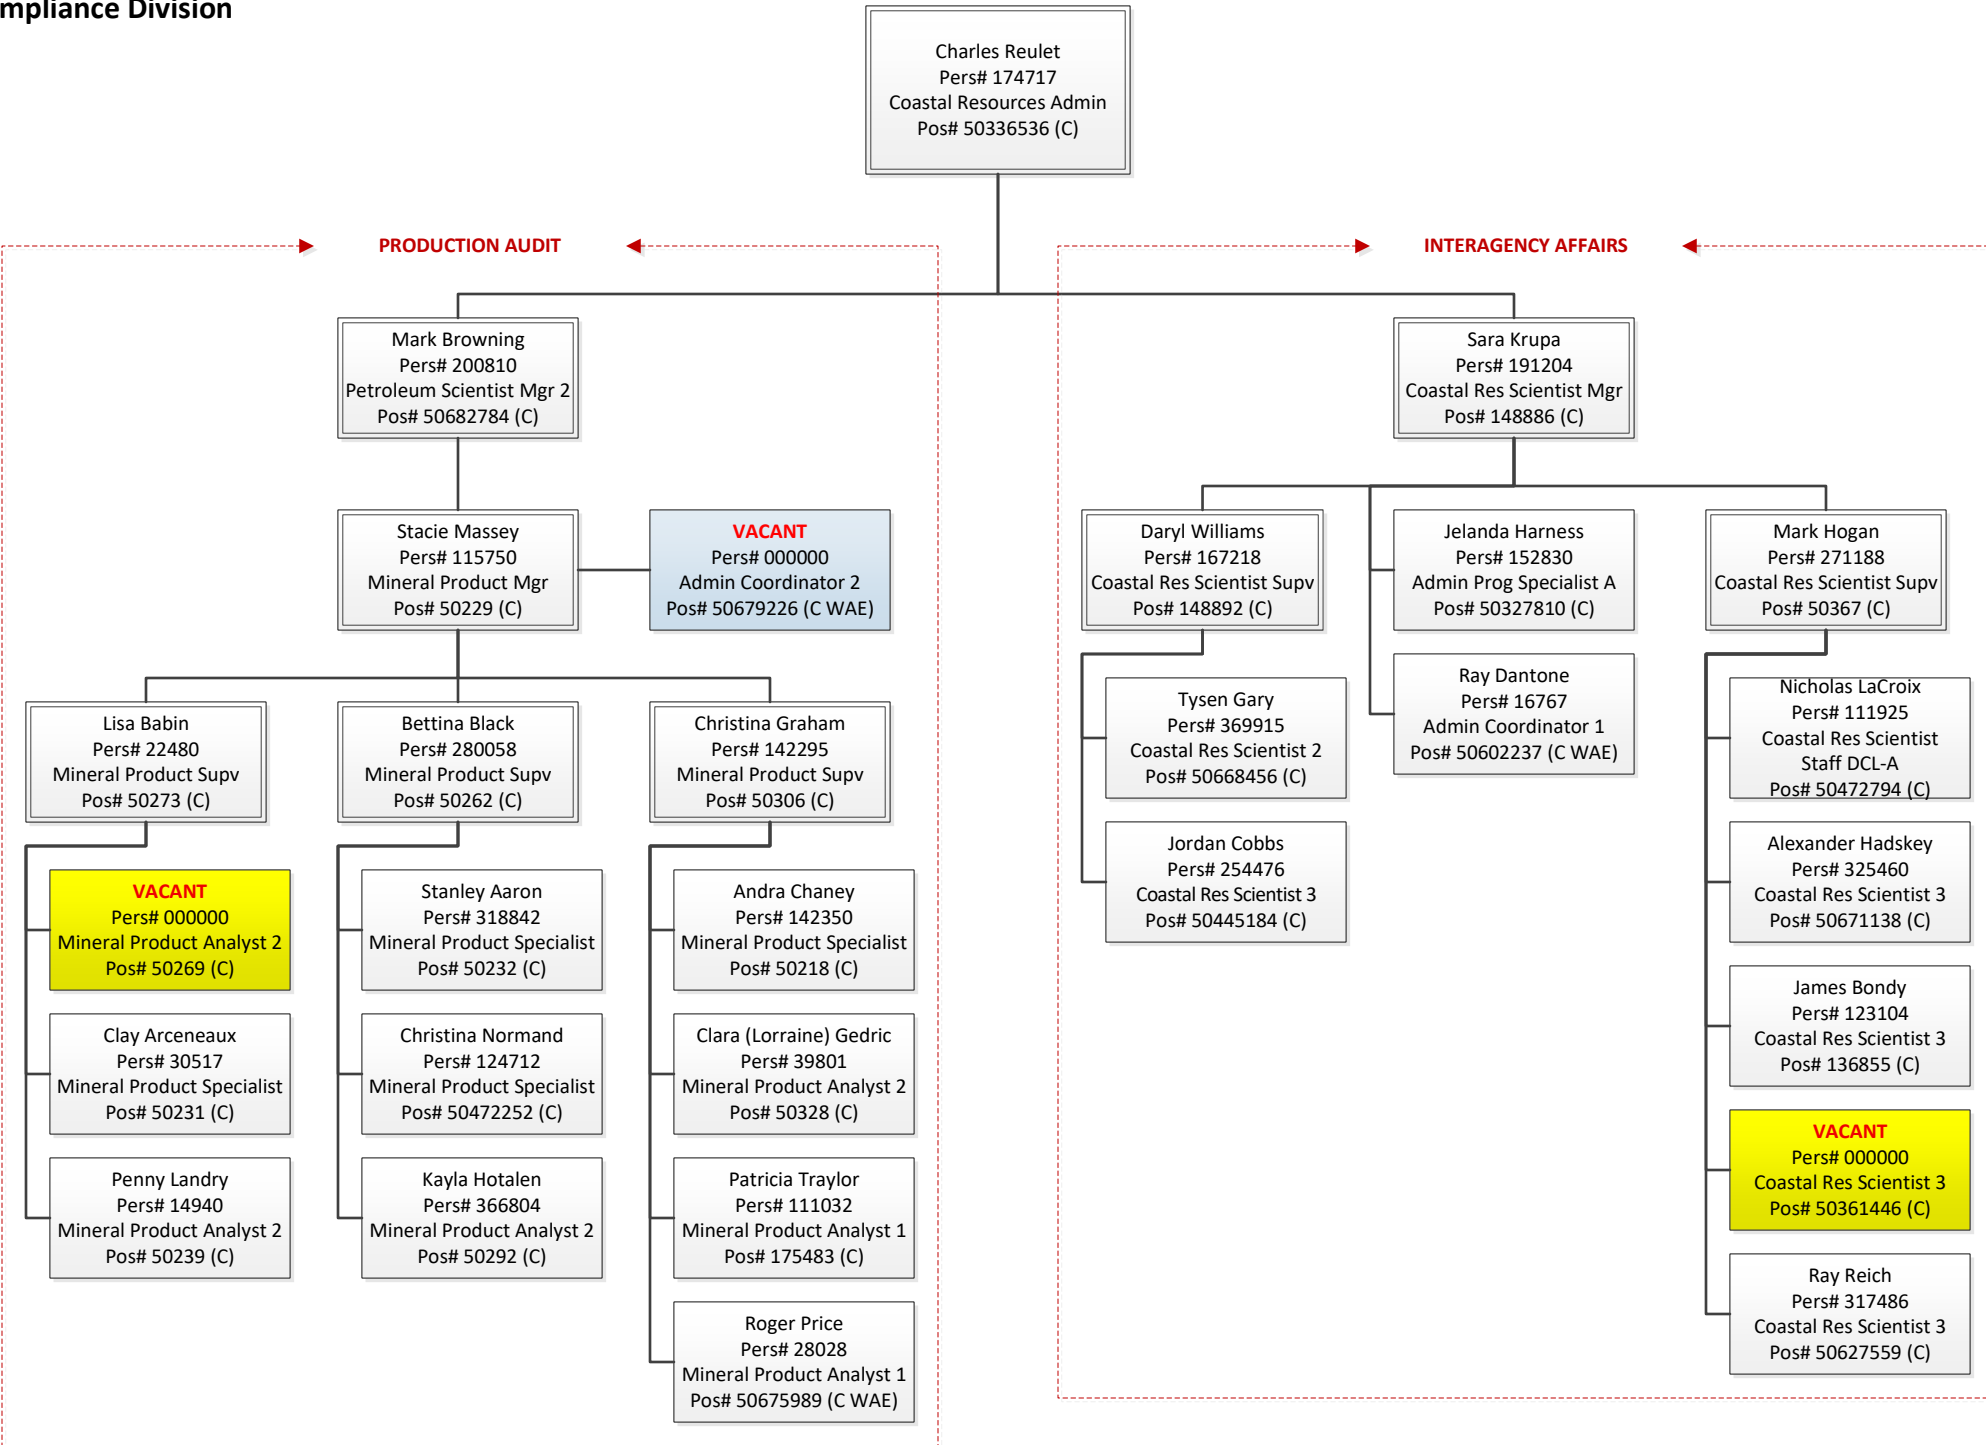 mpliance Division
Charles Reulet
Pers# 174717
Coastal Resources Admin
Pos# 50336536 (C)
PRODUCTION AUDIT
INTERAGENCY AFFAIRS
Mark Browning
Pers# 200810
Petroleum Scientist Mgr 2
Pos# 50682784 (C)
Sara Krupa
Pers# 191204
Coastal Res Scientist Mgr
Pos# 148886 (C)
Stacie Massey
Pers# 115750
Mineral Product Mgr
Pos# 50229 (C)
VACANT
Pers# 000000
Admin Coordinator 2
Pos# 50679226 (C WAE)
Daryl Williams
Pers# 167218
Coastal Res Scientist Supv
Pos# 148892 (C)
Jelanda Harness
Pers# 152830
Admin Prog Specialist A
Pos# 50327810 (C)
Mark Hogan
Pers# 271188
Coastal Res Scientist Supv
Pos# 50367 (C)
Lisa Babin
Pers# 22480
Mineral Product Supv
Pos# 50273 (C)
Bettina Black
Pers# 280058
Mineral Product Supv
Pos# 50262 (C)
Christina Graham
Pers# 142295
Mineral Product Supv
Pos# 50306 (C)
Tysen Gary
Pers# 369915
Coastal Res Scientist 2
Pos# 50668456 (C)
Ray Dantone
Pers# 16767
Admin Coordinator 1
Pos# 50602237 (C WAE)
Nicholas LaCroix
Pers# 111925
Coastal Res Scientist
Staff DCL-A
Pos# 50472794 (C)
VACANT
Pers# 000000
Mineral Product Analyst 2
Pos# 50269 (C)
Stanley Aaron
Pers# 318842
Mineral Product Specialist
Pos# 50232 (C)
Andra Chaney
Pers# 142350
Mineral Product Specialist
Pos# 50218 (C)
Jordan Cobbs
Pers# 254476
Coastal Res Scientist 3
Pos# 50445184 (C)
Alexander Hadskey
Pers# 325460
Coastal Res Scientist 3
Pos# 50671138 (C)
Clay Arceneaux
Pers# 30517
Mineral Product Specialist
Pos# 50231 (C)
Christina Normand
Pers# 124712
Mineral Product Specialist
Pos# 50472252 (C)
Clara (Lorraine) Gedric
Pers# 39801
Mineral Product Analyst 2
Pos# 50328 (C)
James Bondy
Pers# 123104
Coastal Res Scientist 3
Pos# 136855 (C)
Penny Landry
Pers# 14940
Mineral Product Analyst 2
Pos# 50239 (C)
Kayla Hotalen
Pers# 366804
Mineral Product Analyst 2
Pos# 50292 (C)
Patricia Traylor
Pers# 111032
Mineral Product Analyst 1
Pos# 175483 (C)
VACANT
Pers# 000000
Coastal Res Scientist 3
Pos# 50361446 (C)
Roger Price
Pers# 28028
Mineral Product Analyst 1
Pos# 50675989 (C WAE)
Ray Reich
Pers# 317486
Coastal Res Scientist 3
Pos# 50627559 (C)